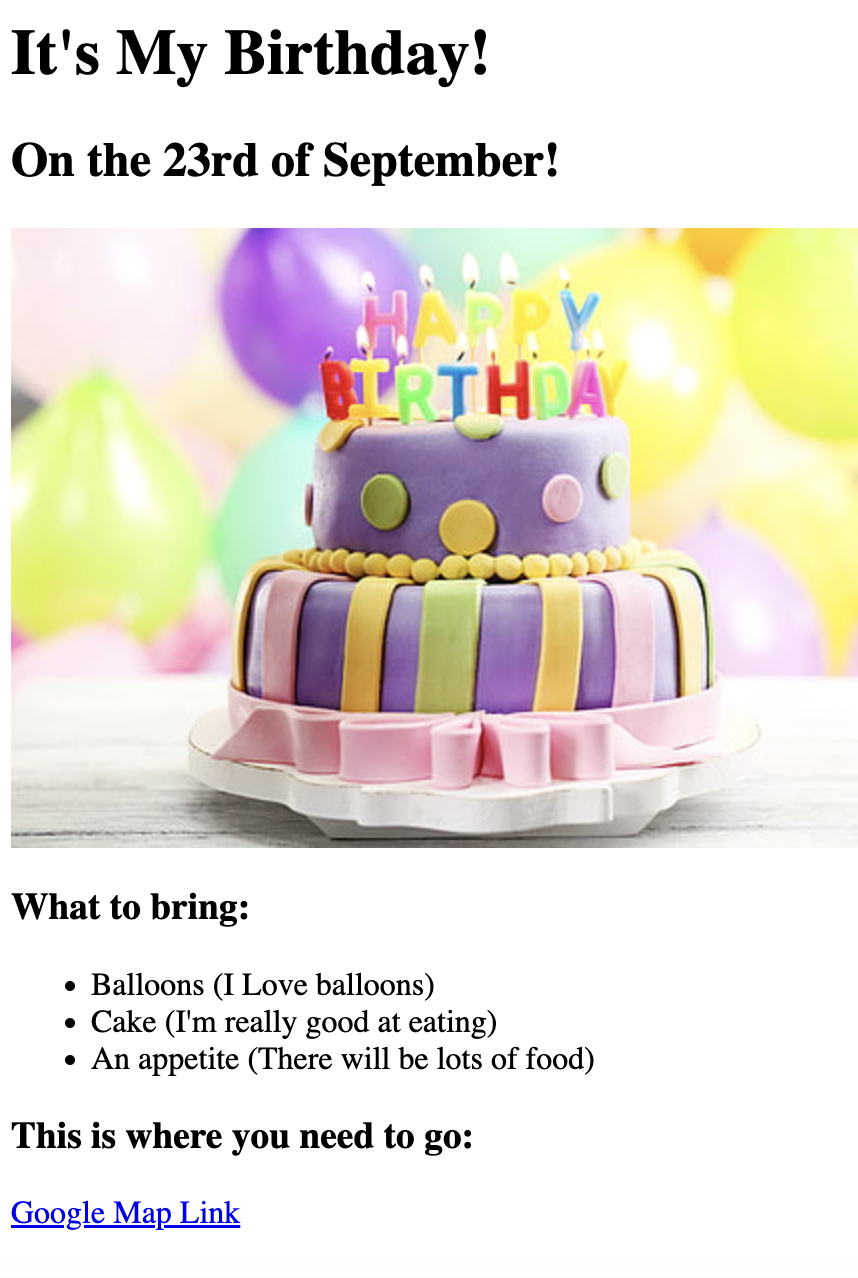 It's My Birthday!
On the 23rd of September!
HAPPY
BIRTHDAY
What to bring:
Balloons (I Love balloons)
Cake (I'm really good at eating)
An appetite (There will be lots of food)
This is where you need to go:
Google Map Link